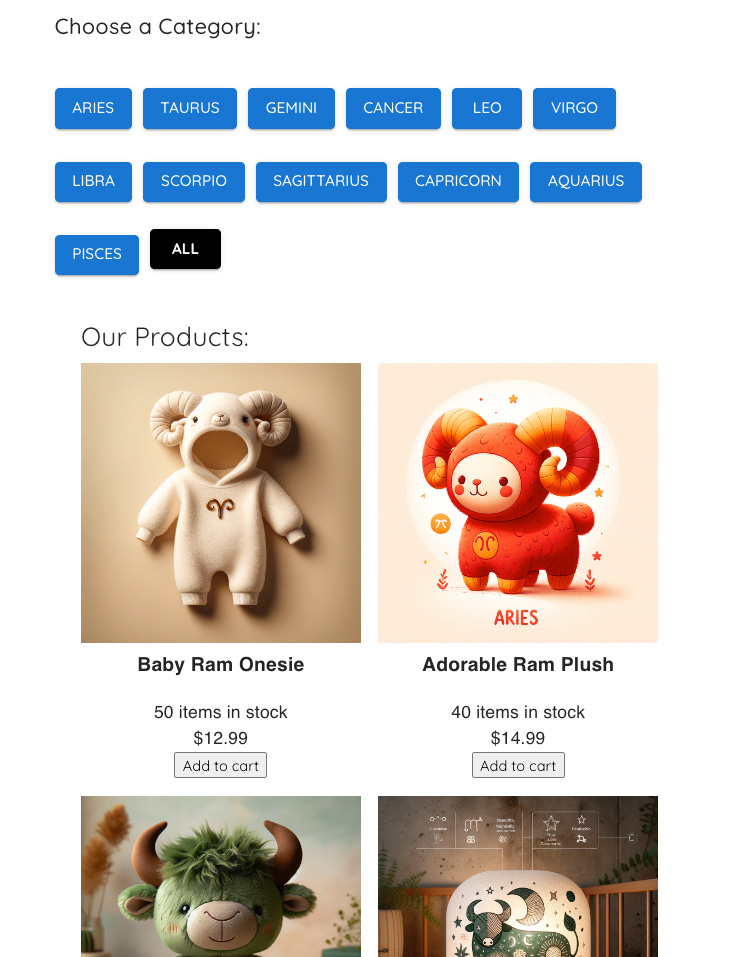 Choose a Category:
ARIES TAURUS GEMINI CANCER LEO VIRGO
LIBRA SCORPIO SAGITTARIUS CAPRICORN AQUARIUS
PISCES ALL
Our Products:
ARIES
Baby Ram Onesie Adorable Ram Plush
50 items in stock 40 items in stock
$12.99 $14.99
Add to cart Add to cart